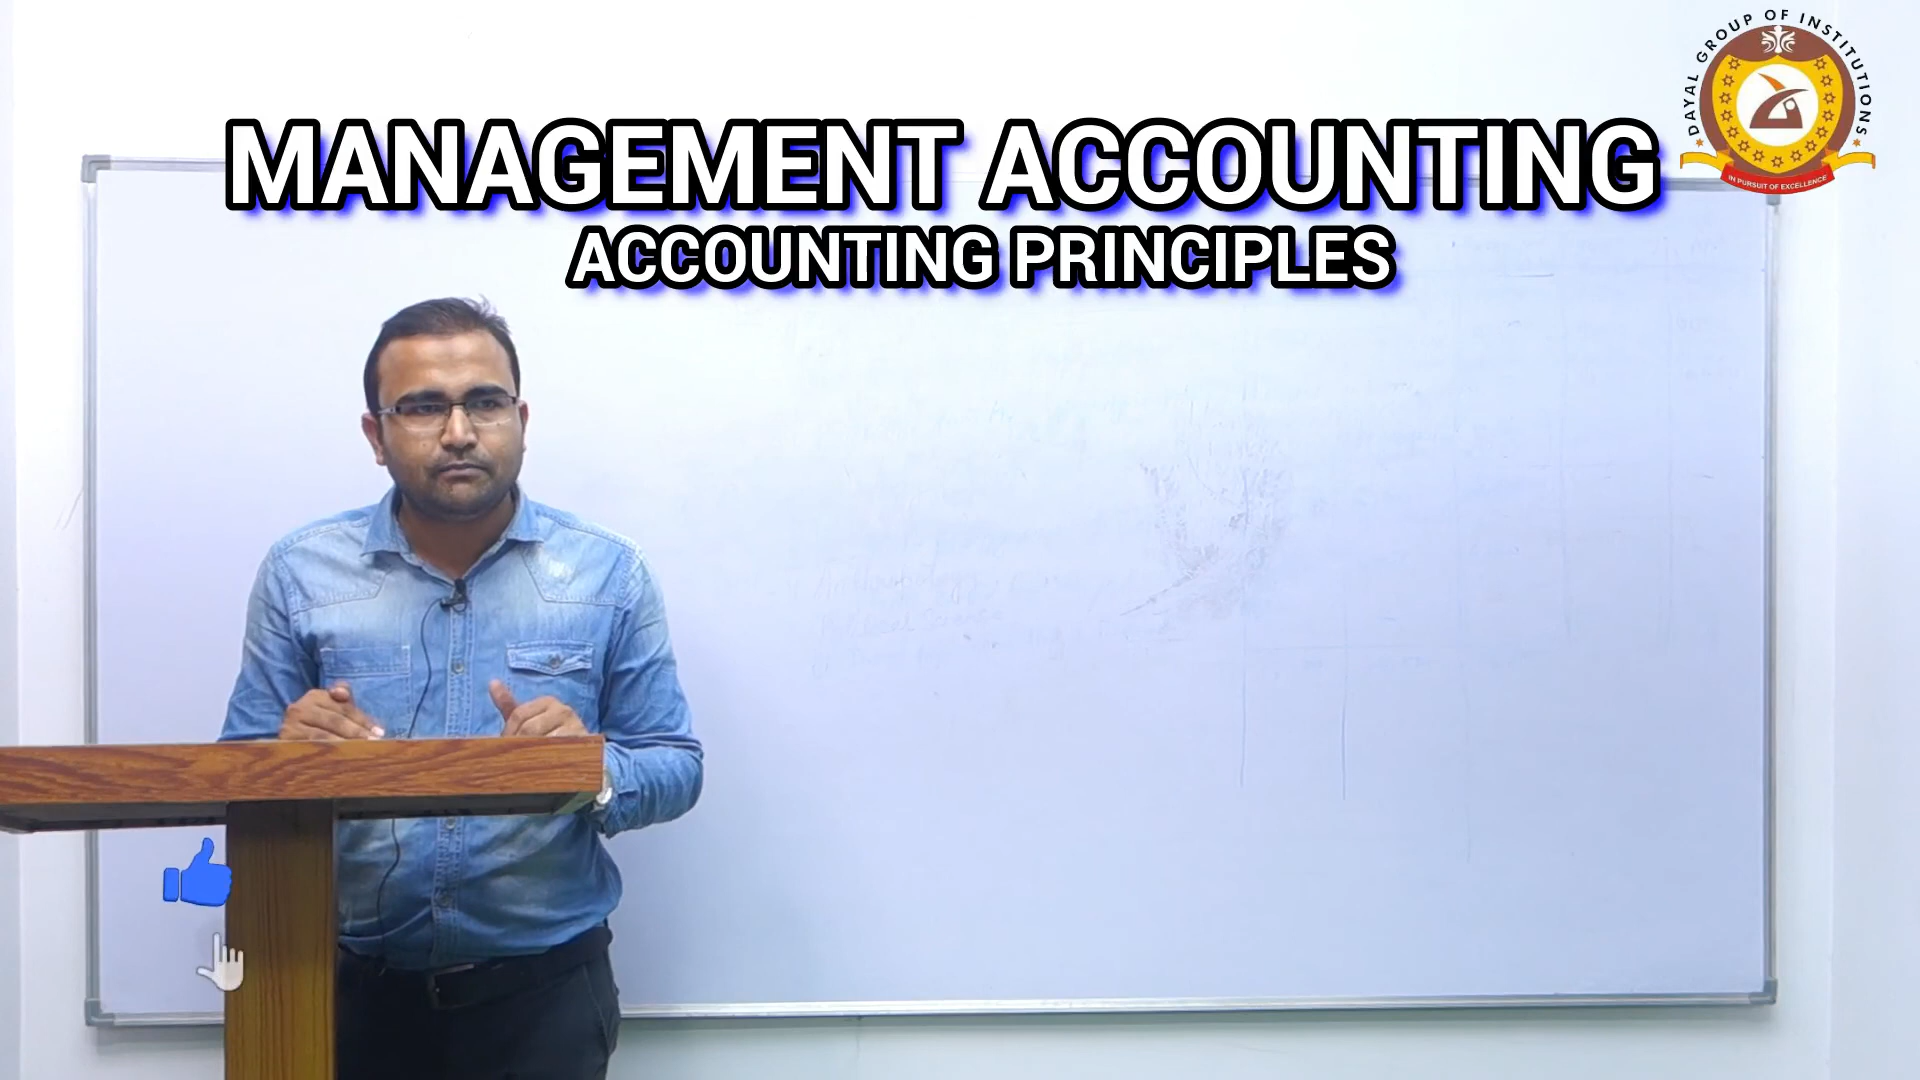 DAYAL GROUP OF INSTITUTIONS
IN PURSUIT OF EXCELLENCE
MANAGEMENT ACCOUNTING
ACCOUNTING PRINCIPLES